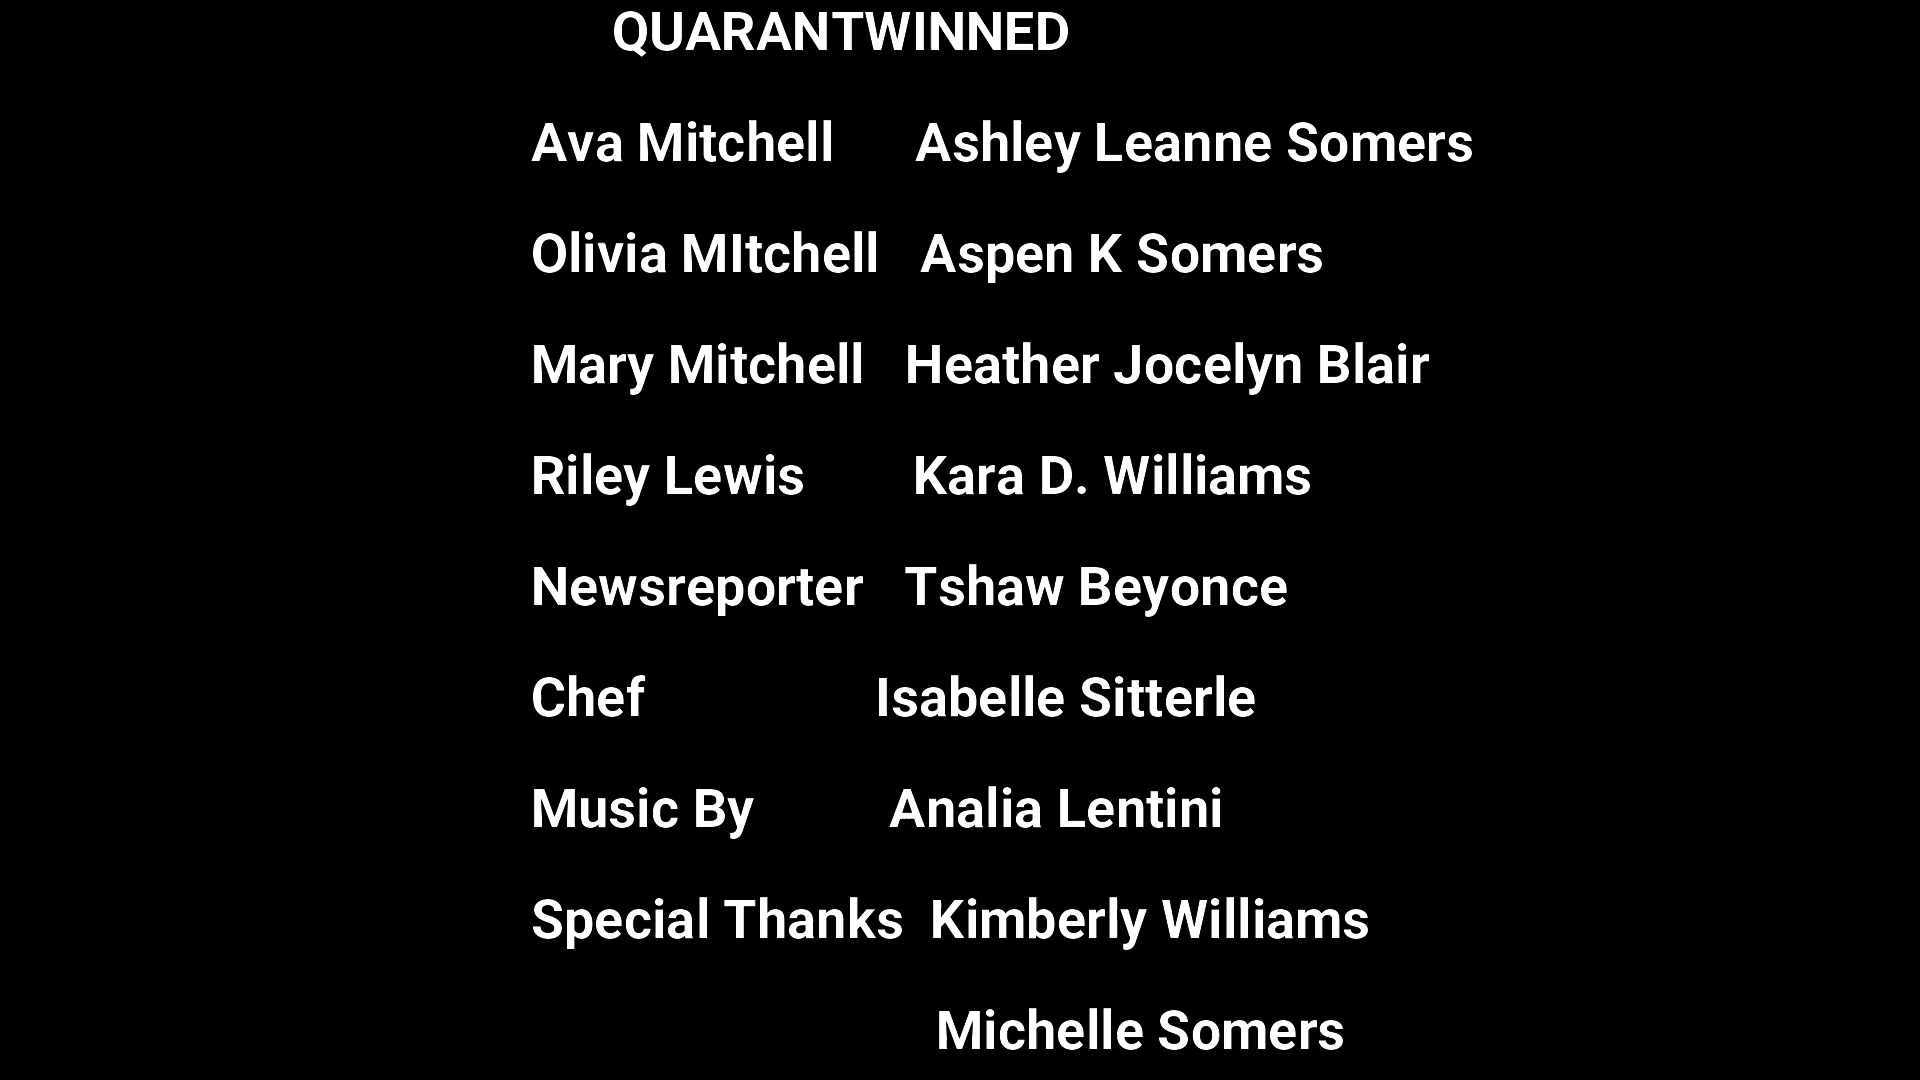 QUARANTWINNED
Ava Mitchell Ashley Leanne Somers
Olivia MItchell Aspen K Somers
Mary Mitchell Heather Jocelyn Blair
Riley Lewis Kara D. Williams
Newsreporter Tshaw Beyonce
Chef Isabelle Sitterle
Music By Analia Lentini
Special Thanks Kimberly Williams
Michelle Somers